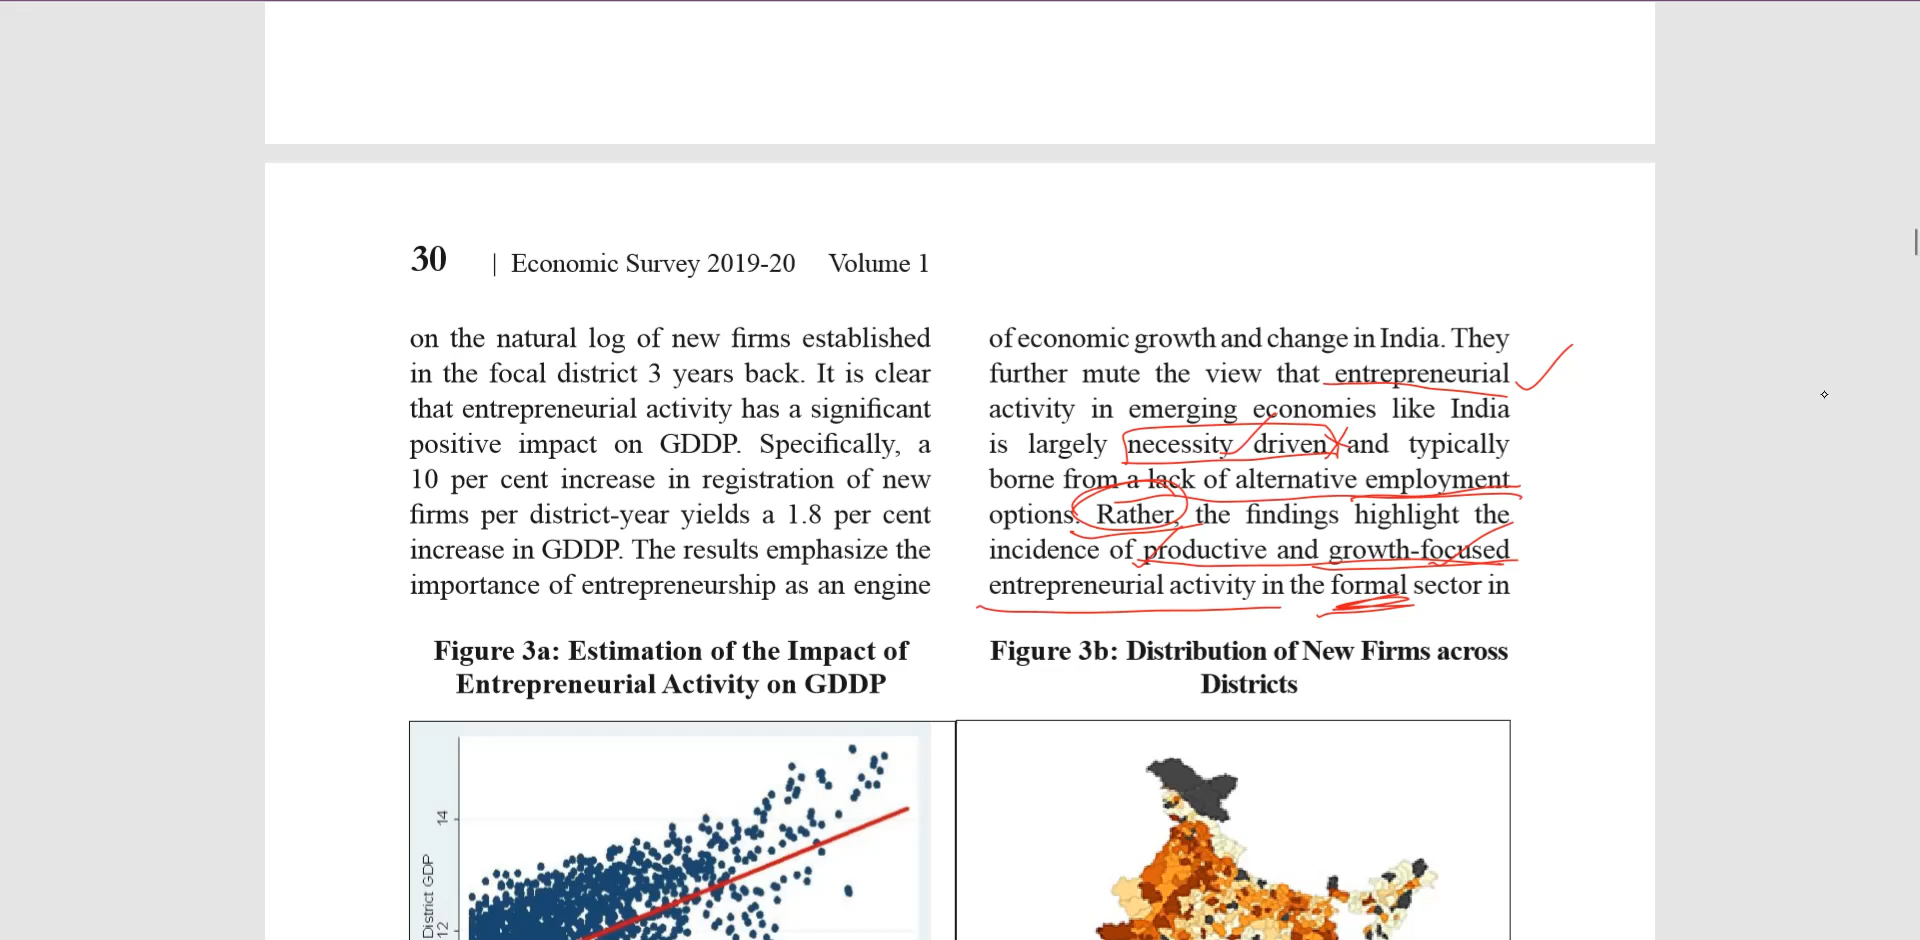 30 | Economic Survey 2019-20 Volume 1
on the natural log of new firms established
in the focal district 3 years back. It is clear
that entrepreneurial activity has a significant
positive impact on GDDP. Specifically, a
10 per cent increase in registration of new
firms per district-year yields a 1.8 per cent
increase in GDDP. The results emphasize the
importance of entrepreneurship as an engine
of economic growth and change in India. They
further mute the view that entrepreneurial
activity in emerging economies like India
is largely necessity driven and typically
borne from a lack of alternative employment
options. Rather, the findings highlight the
incidence of productive and growth-focused
entrepreneurial activity in the formal sector in
Figure 3a: Estimation of the Impact of
Entrepreneurial Activity on GDDP
Figure 3b: Distribution of New Firms across
Districts
14
District GDP
12